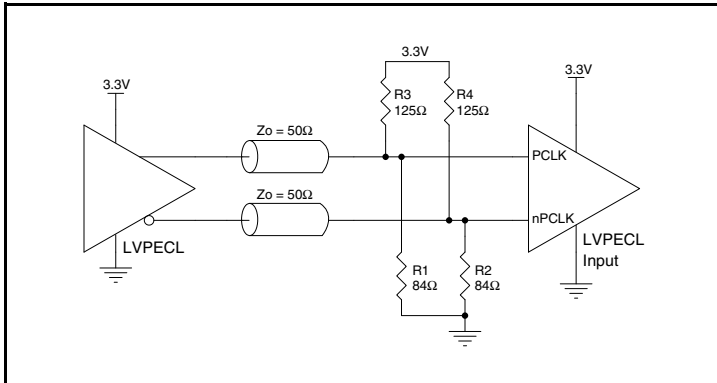 3.3V
3.3V
3.3V
R3
125Ω
R4
125Ω
Zo = 50Ω
PCLK
Zo = 50Ω
nPCLK
LVPECL
LVPECL
Input
R1
84Ω
R2
84Ω